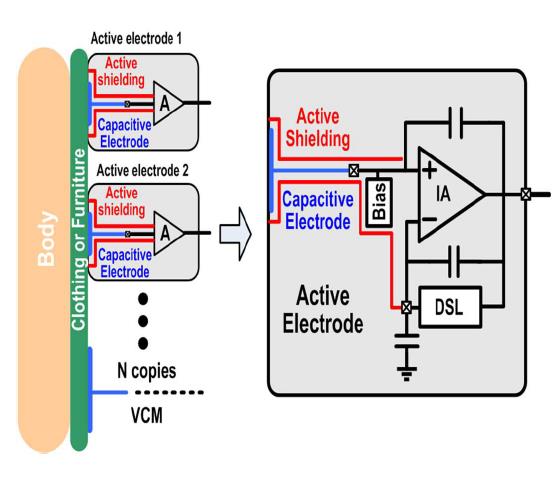 Active electrode 1
Active
shielding
A
Capacitive
Electrode
Active electrode 2
Active
shielding
A
Capacitive
Electrode
Body
Clothing or Furniture
N copies
VCM
Active
Shielding
Capacitive
Electrode
Bias
+
IA
−
DSL
Active
Electrode